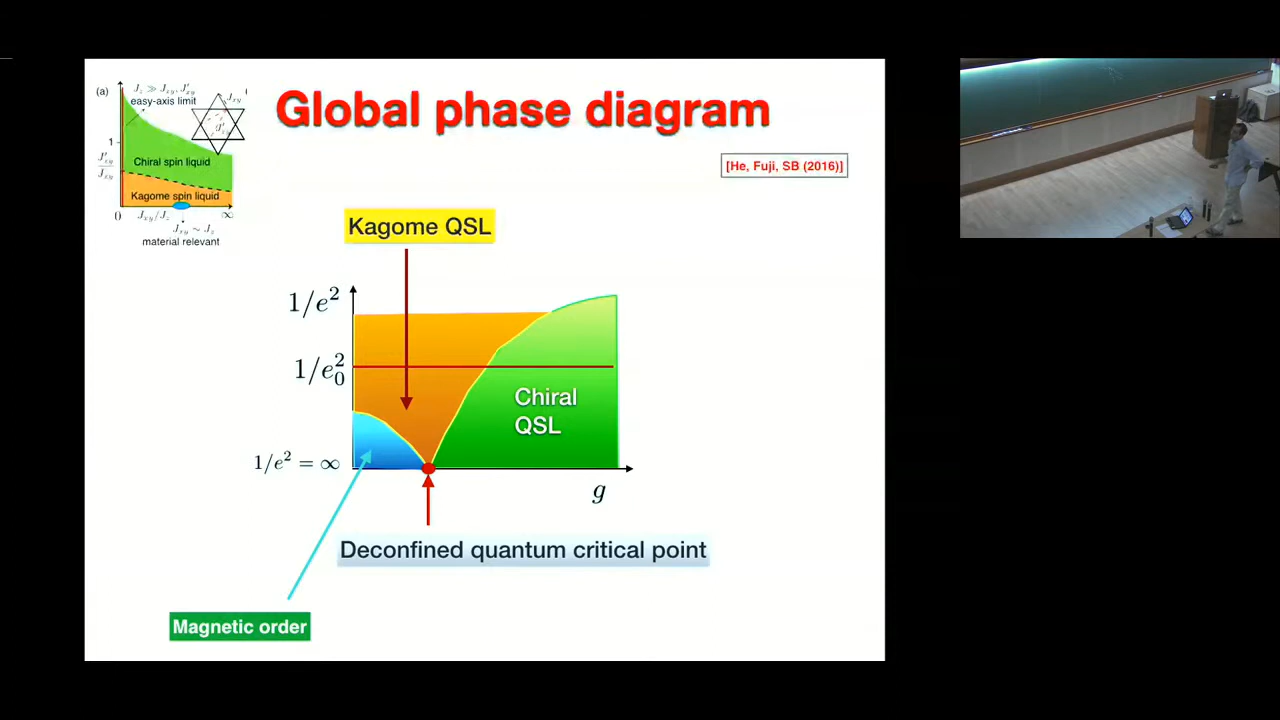 Global phase diagram
(a)
J_z ≫ J_xy, J'_xy
easy-axis limit
J_xy
J'_xy
1
J'_xy / J_xy
Chiral spin liquid
Kagome spin liquid
0 J_xy/J_z ∞
J_xy ∼ J_z
material relevant
[He, Fuji, SB (2016)]
Kagome QSL
1/e²
1/e₀²
Chiral
QSL
1/e² = ∞
g
Deconfined quantum critical point
Magnetic order